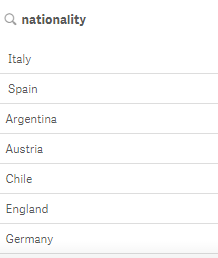 nationality
Italy
Spain
Argentina
Austria
Chile
England
Germany